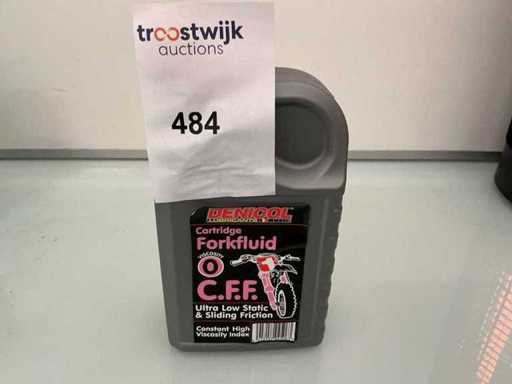 troostwijk
auctions
484
DENICOL
LUBRICANTS
Cartridge
Forkfluid
VISCOSITY
0
C.F.F.
Ultra Low Static
& Sliding Friction
Constant High
Viscosity Index